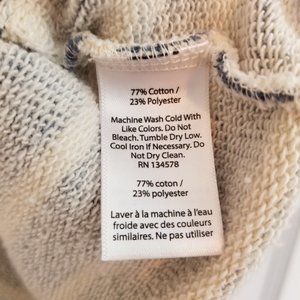 77% Cotton /
23% Polyester
Machine Wash Cold With
Like Colors. Do Not
Bleach. Tumble Dry Low.
Cool Iron If Necessary. Do
Not Dry Clean.
RN 134578
77% coton /
23% polyester
Laver à la machine à l'eau
froide avec des couleurs
similaires. Ne pas utiliser